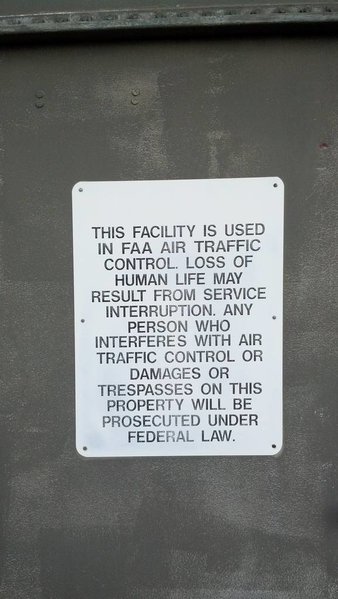 THIS FACILITY IS USED
IN FAA AIR TRAFFIC
CONTROL. LOSS OF
HUMAN LIFE MAY
RESULT FROM SERVICE
INTERRUPTION. ANY
PERSON WHO
INTERFERES WITH AIR
TRAFFIC CONTROL OR
DAMAGES OR
TRESPASSES ON THIS
PROPERTY WILL BE
PROSECUTED UNDER
FEDERAL LAW.